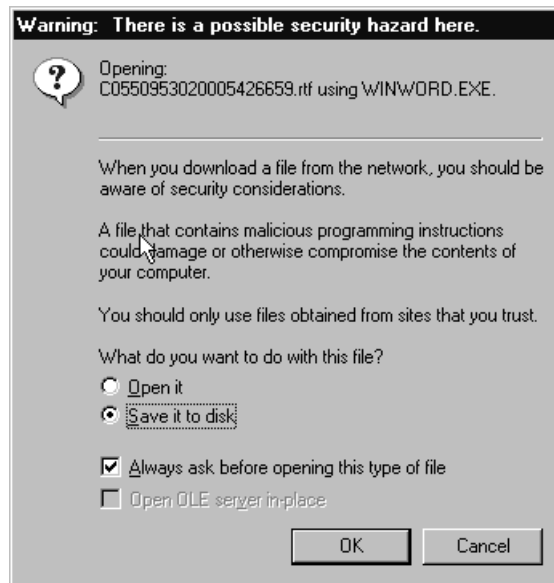 Warning: There is a possible security hazard here.
Opening:
C0550953020005426659.rtf using WINWORD.EXE.
When you download a file from the network, you should be
aware of security considerations.
A file that contains malicious programming instructions
could damage or otherwise compromise the contents of
your computer.
You should only use files obtained from sites that you trust.
What do you want to do with this file?
Open it
Save it to disk
Always ask before opening this type of file
Open OLE server in-place
OK Cancel